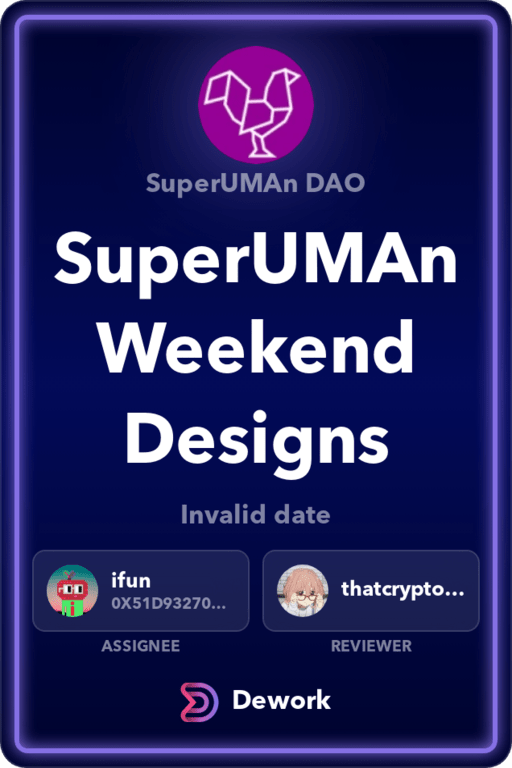 SuperUMAn DAO
SuperUMAn
Weekend
Designs
Invalid date
ifun
0X51D93270...
ASSIGNEE
thatcrypto...
REVIEWER
Dework